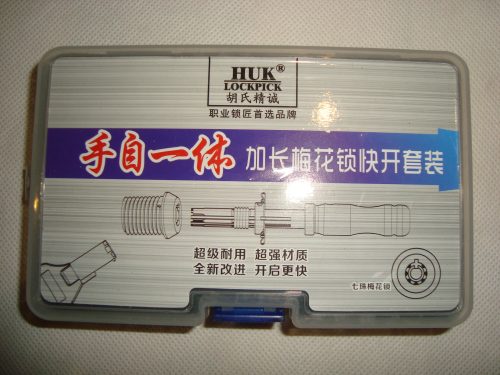 HUK®
LOCKPICK
胡氏精诚
职业锁匠首选品牌
手自一体 加长梅花锁快开套装
超级耐用 超强材质
全新改进 开启更快
七珠梅花锁